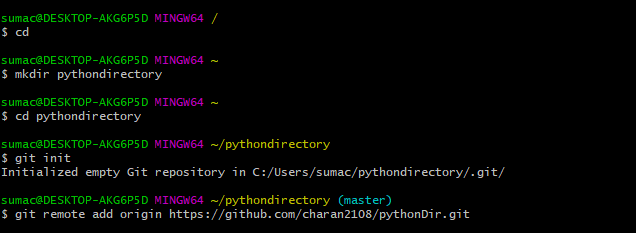 sumac@DESKTOP-AKG6P5D MINGW64 /
$ cd
sumac@DESKTOP-AKG6P5D MINGW64 ~
$ mkdir pythondirectory
sumac@DESKTOP-AKG6P5D MINGW64 ~
$ cd pythondirectory
sumac@DESKTOP-AKG6P5D MINGW64 ~/pythondirectory
$ git init
Initialized empty Git repository in C:/Users/sumac/pythondirectory/.git/
sumac@DESKTOP-AKG6P5D MINGW64 ~/pythondirectory (master)
$ git remote add origin https://github.com/charan2108/pythonDir.git